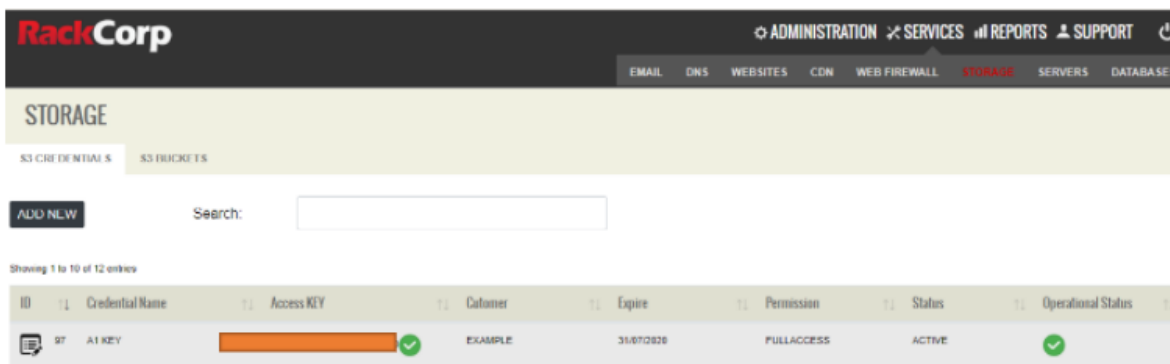 RackCorp
ADMINISTRATION SERVICES REPORTS SUPPORT
EMAIL DNS WEBSITES CDN WEB FIREWALL STORAGE SERVERS DATABASE
STORAGE
S3 CREDENTIALS S3 BUCKETS
ADD NEW Search:
Showing 1 to 10 of 12 entries
ID Credential Name Access KEY Cutomer Expire Permission Status Operational Status
97 A1 KEY EXAMPLE 31/07/2020 FULLACCESS ACTIVE